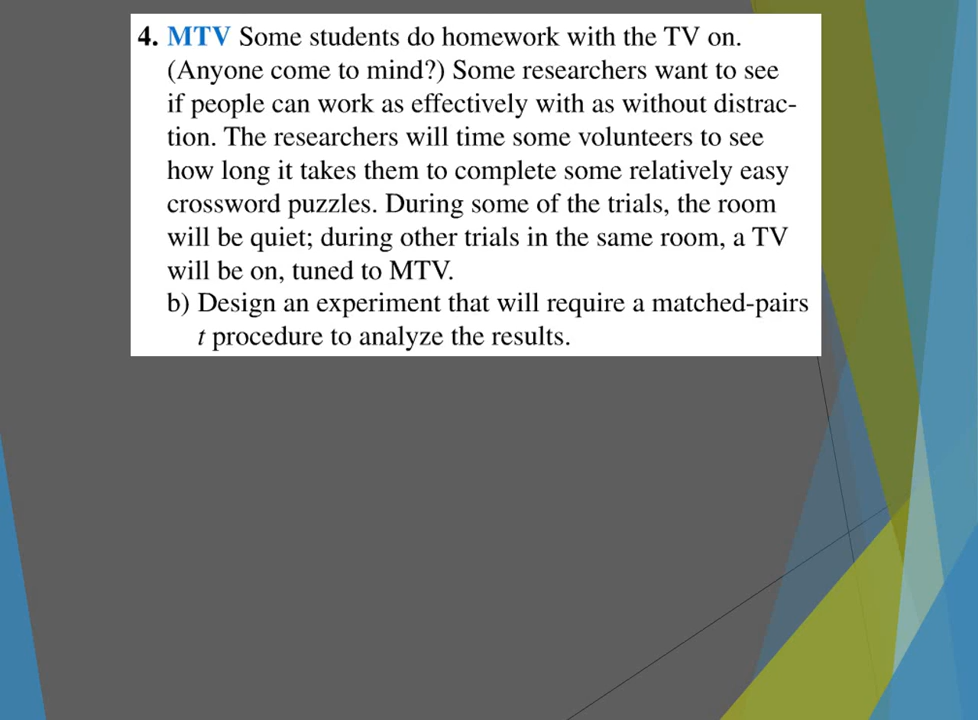 4. MTV Some students do homework with the TV on.
(Anyone come to mind?) Some researchers want to see
if people can work as effectively with as without distrac-
tion. The researchers will time some volunteers to see
how long it takes them to complete some relatively easy
crossword puzzles. During some of the trials, the room
will be quiet; during other trials in the same room, a TV
will be on, tuned to MTV.
b) Design an experiment that will require a matched-pairs
t procedure to analyze the results.